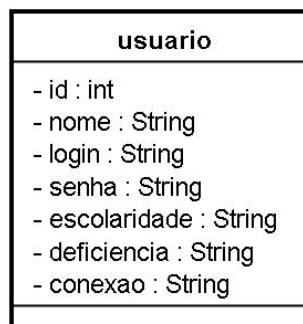 usuario
- id : int
- nome : String
- login : String
- senha : String
- escolaridade : String
- deficiencia : String
- conexao : String